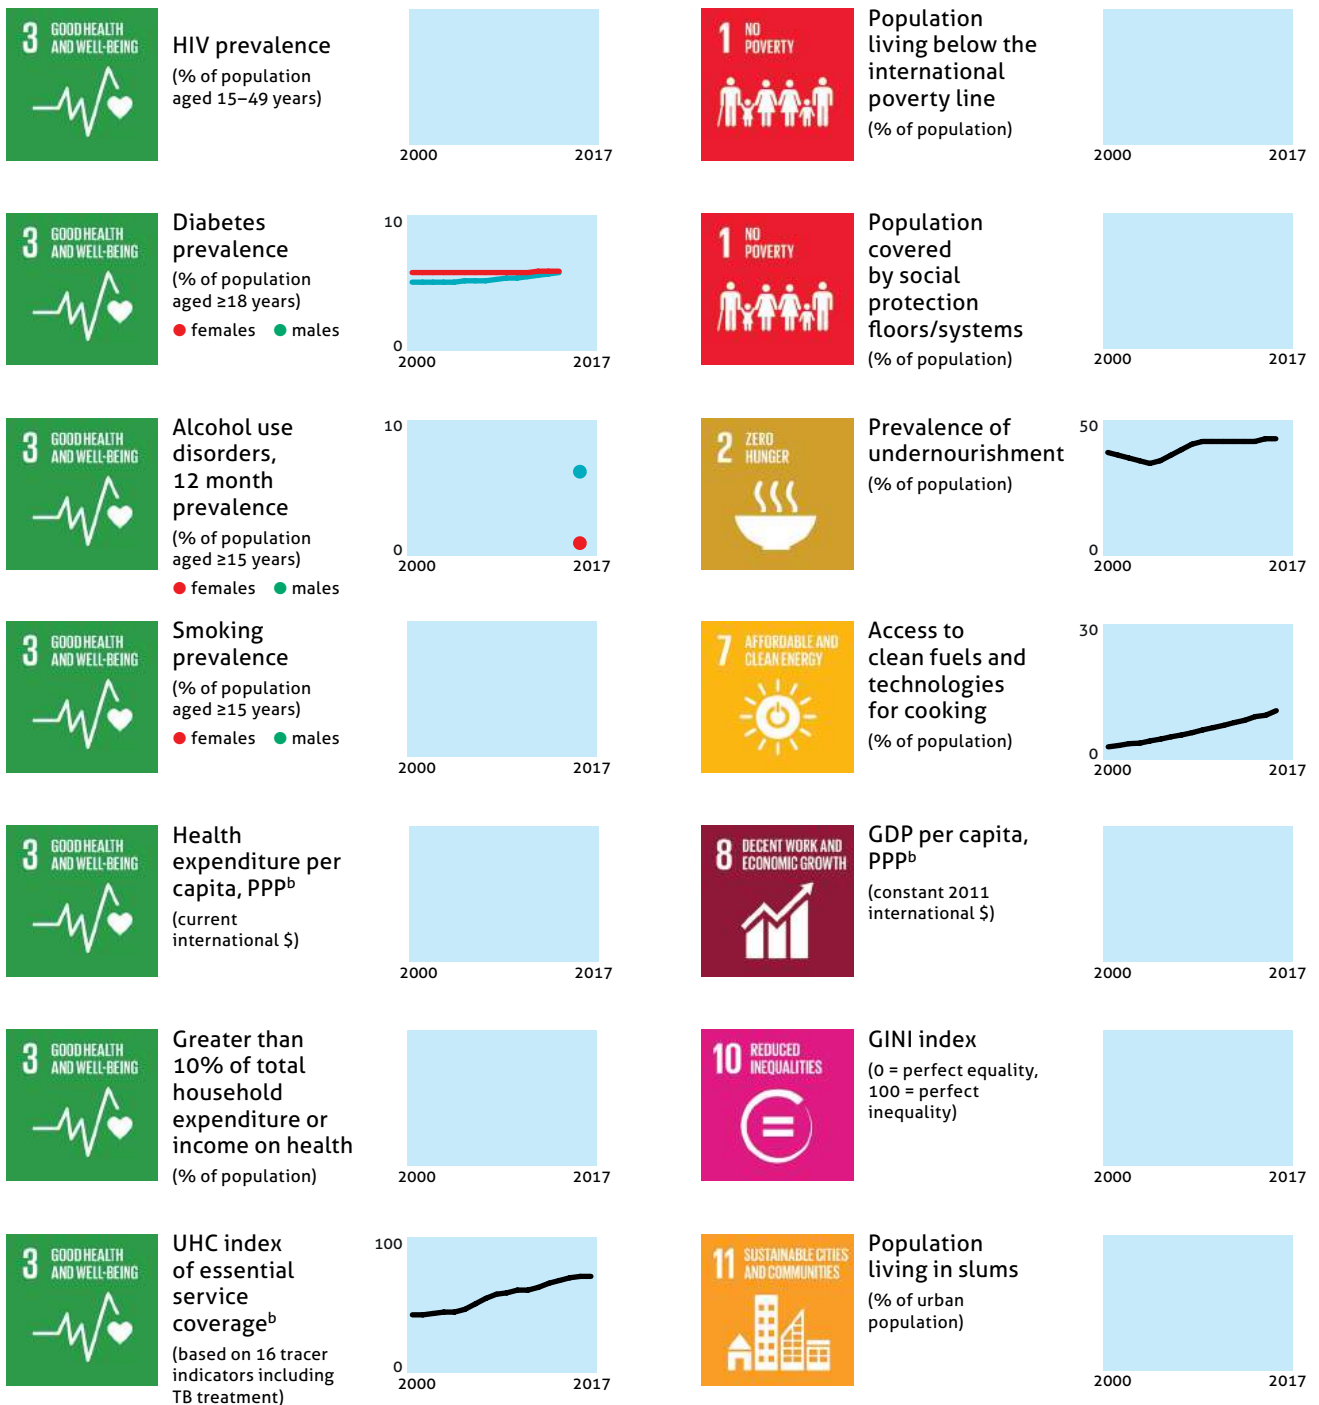 3 GOOD HEALTH
AND WELL-BEING
HIV prevalence
(% of population
aged 15–49 years)
2000 2017
3 GOOD HEALTH
AND WELL-BEING
Diabetes
prevalence
(% of population
aged ≥18 years)
females males
10
0
2000 2017
3 GOOD HEALTH
AND WELL-BEING
Alcohol use
disorders,
12 month
prevalence
(% of population
aged ≥15 years)
females males
10
0
2000 2017
3 GOOD HEALTH
AND WELL-BEING
Smoking
prevalence
(% of population
aged ≥15 years)
females males
2000 2017
3 GOOD HEALTH
AND WELL-BEING
Health
expenditure per
capita, PPPᵇ
(current
international $)
2000 2017
3 GOOD HEALTH
AND WELL-BEING
Greater than
10% of total
household
expenditure or
income on health
(% of population)
2000 2017
3 GOOD HEALTH
AND WELL-BEING
UHC index
of essential
service
coverageᵇ
(based on 16 tracer
indicators including
TB treatment)
100
0
2000 2017
1 NO
POVERTY
Population
living below the
international
poverty line
(% of population)
2000 2017
1 NO
POVERTY
Population
covered
by social
protection
floors/systems
(% of population)
2000 2017
2 ZERO
HUNGER
Prevalence of
undernourishment
(% of population)
50
0
2000 2017
7 AFFORDABLE AND
CLEAN ENERGY
Access to
clean fuels and
technologies
for cooking
(% of population)
30
0
2000 2017
8 DECENT WORK AND
ECONOMIC GROWTH
GDP per capita,
PPPᵇ
(constant 2011
international $)
2000 2017
10 REDUCED
INEQUALITIES
GINI index
(0 = perfect equality,
100 = perfect
inequality)
2000 2017
11 SUSTAINABLE CITIES
AND COMMUNITIES
Population
living in slums
(% of urban
population)
2000 2017